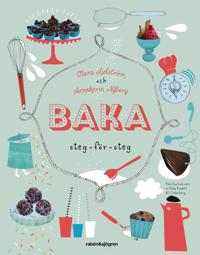 Clara Lidström
och
Annakarin Nyberg
BAKA
steg-för-steg
rabén&sjögren